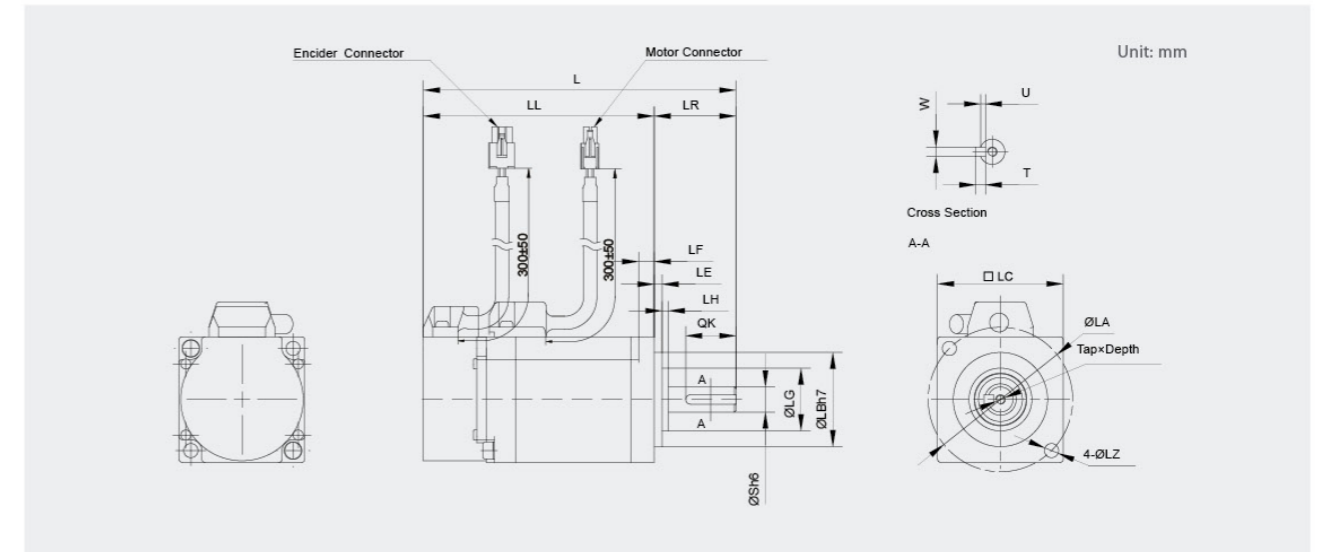 Encider Connector
Motor Connector
Unit: mm
L
LL
LR
U
W
T
Cross Section
A-A
300±50
300±50
LF
LE
LH
QK
A
A
ØLG
ØLBh7
ØSh6
□ LC
ØLA
Tap×Depth
4-ØLZ